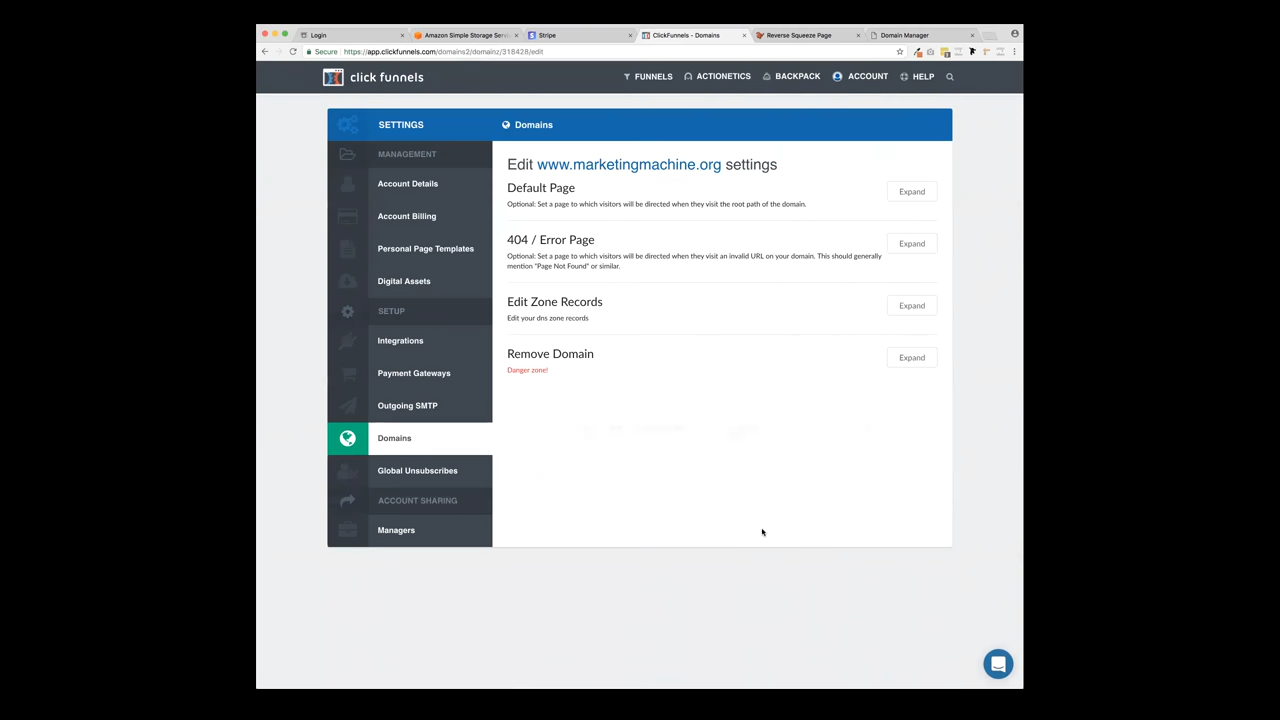 Login
Amazon Simple Storage Serv
Stripe
ClickFunnels - Domains
Reverse Squeeze Page
Domain Manager
Secure
https://app.clickfunnels.com/domains2/domainz/318428/edit
click funnels
FUNNELS
ACTIONETICS
BACKPACK
ACCOUNT
HELP
SETTINGS
Domains
MANAGEMENT
Account Details
Account Billing
Personal Page Templates
Digital Assets
SETUP
Integrations
Payment Gateways
Outgoing SMTP
Domains
Global Unsubscribes
ACCOUNT SHARING
Managers
Edit www.marketingmachine.org settings
Default Page
Optional: Set a page to which visitors will be directed when they visit the root path of the domain.
Expand
404 / Error Page
Optional: Set a page to which visitors will be directed when they visit an invalid URL on your domain. This should generally
mention "Page Not Found" or similar.
Expand
Edit Zone Records
Edit your dns zone records
Expand
Remove Domain
Danger zone!
Expand